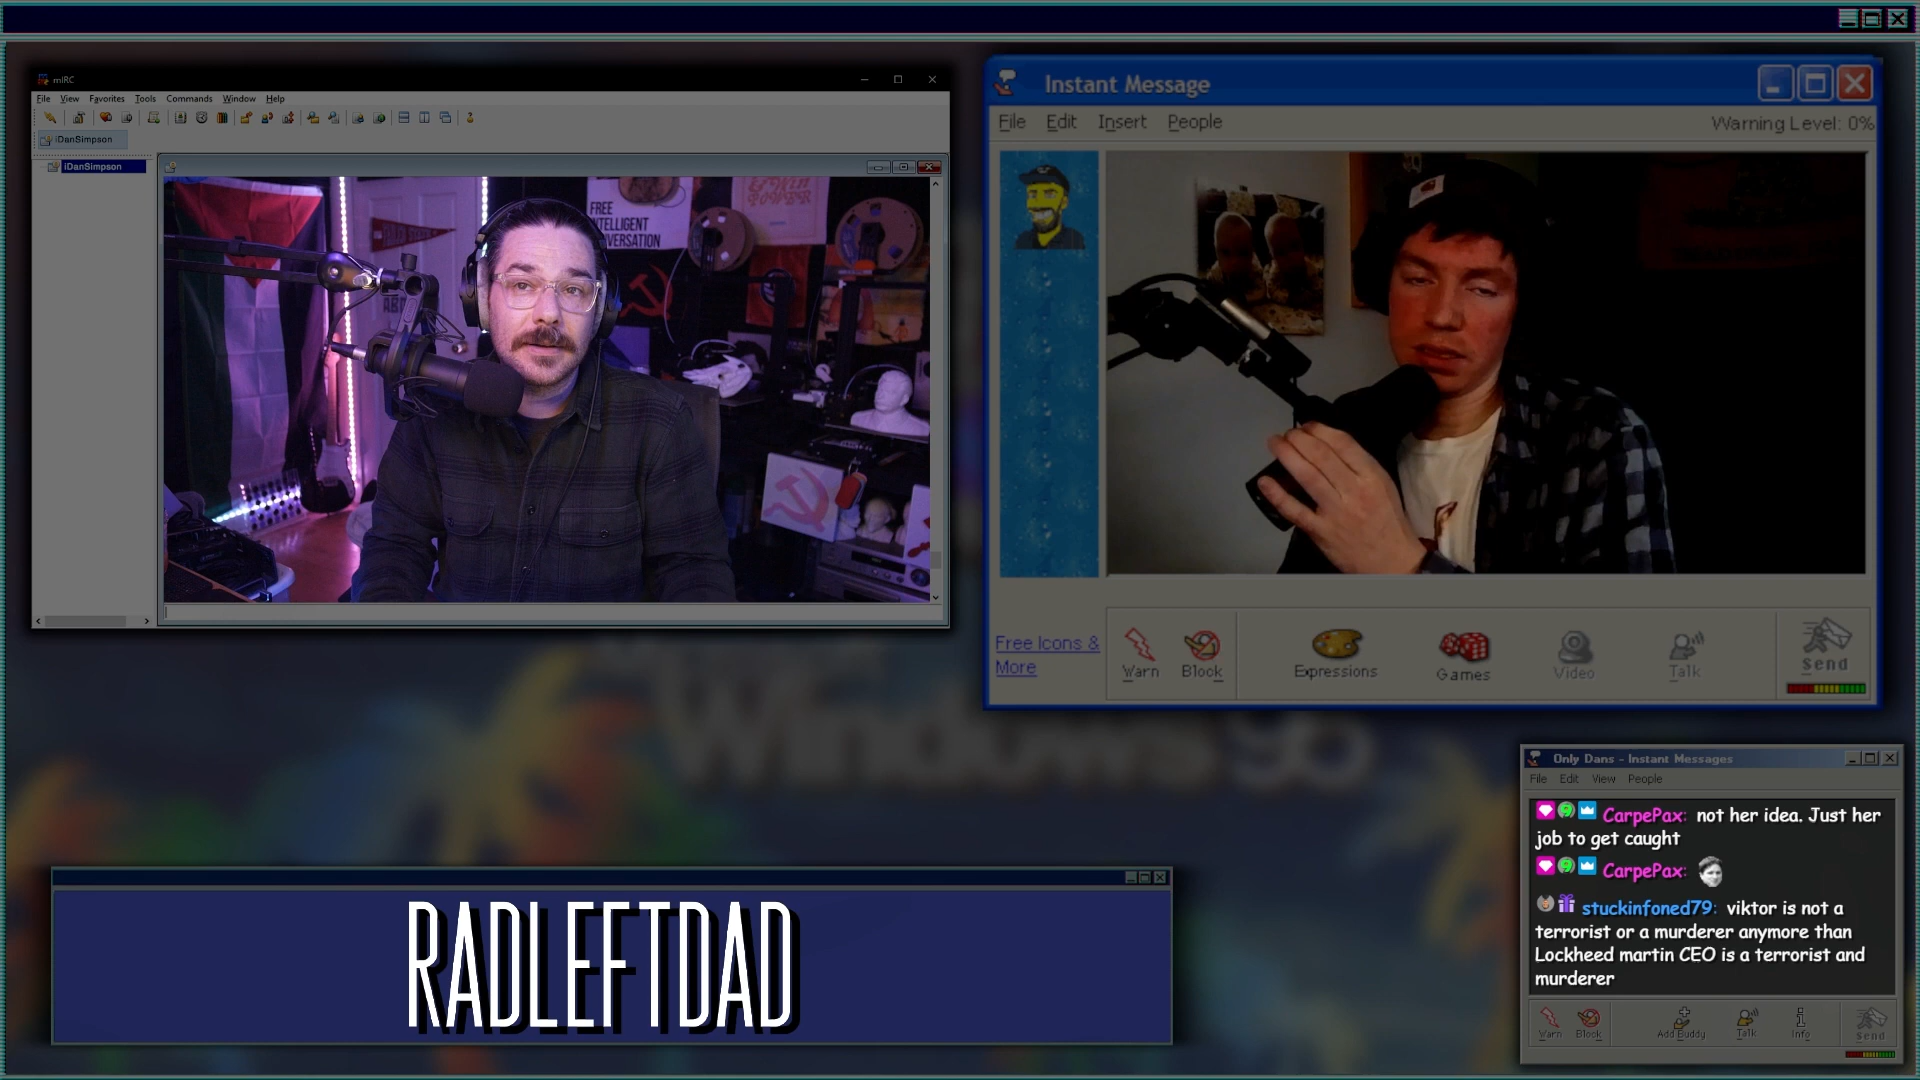 mIRC
File View Favorites Tools Commands Window Help
iDanSimpson
iDanSimpson
FREE
INTELLIGENT
CONVERSATION
Instant Message
File Edit Insert People
Warning Level: 0%
Free Icons &
More
Warn Block Expressions Games Video Talk Send
Windows 95
RADLEFTDAD
Only Dans - Instant Messages
File Edit View People
CarpePax: not her idea. Just her
job to get caught
CarpePax:
stuckinfoned79: viktor is not a
terrorist or a murderer anymore than
Lockheed martin CEO is a terrorist and
murderer
Warn Block Add Buddy Talk Info Send